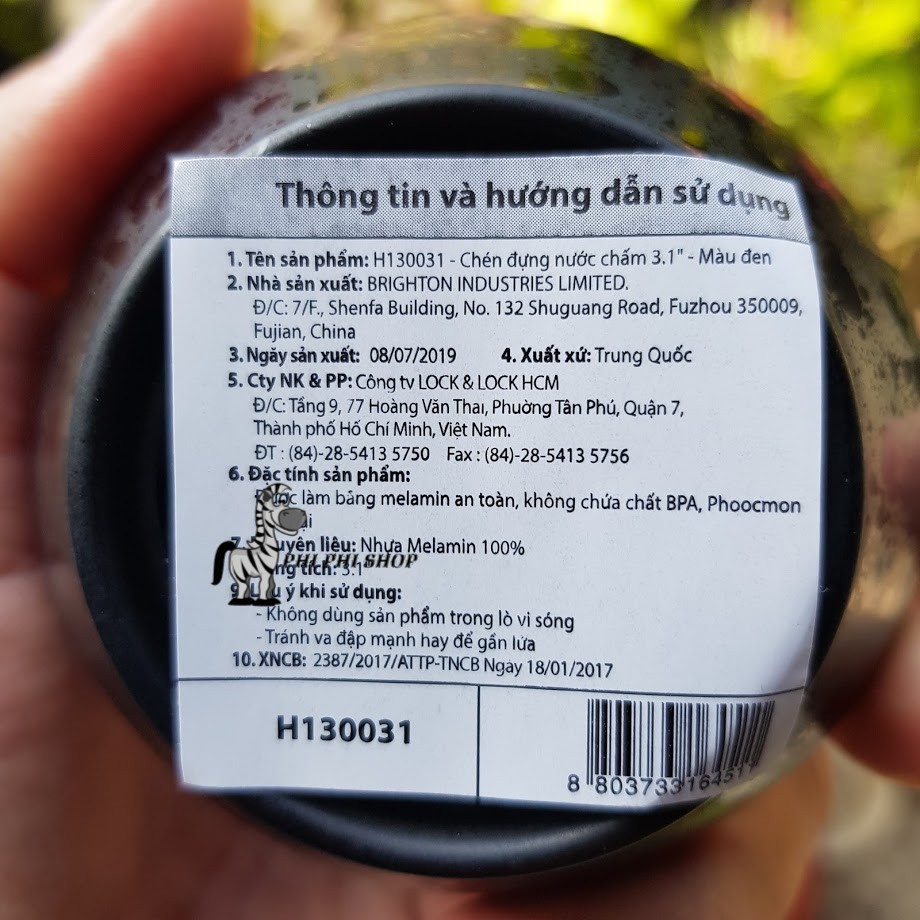 Thông tin và hướng dẫn sử dụng
1. Tên sản phẩm: H130031 - Chén đựng nước chấm 3.1" - Màu đen
2. Nhà sản xuất: BRIGHTON INDUSTRIES LIMITED.
Đ/C: 7/F., Shenfa Building, No. 132 Shuguang Road, Fuzhou 350009,
Fujian, China
3. Ngày sản xuất: 08/07/2019 4. Xuất xứ: Trung Quốc
5. Cty NK & PP: Công ty LOCK & LOCK HCM
Đ/C: Tầng 9, 77 Hoàng Văn Thái, Phường Tân Phú, Quận 7,
Thành phố Hồ Chí Minh, Việt Nam.
ĐT : (84)-28-5413 5750 Fax : (84)-28-5413 5756
6. Đặc tính sản phẩm:
làm bằng melamin an toàn, không chứa chất BPA, Phoocmon
liệu: Nhựa Melamin 100%
PHI PHI SHOP
tích: 3.1"
ý khi sử dụng:
- Không dùng sản phẩm trong lò vi sóng
- Tránh va đập mạnh hay để gần lửa
10. XNCB: 2387/2017/ATTP-TNCB Ngày 18/01/2017
H130031
8 803733 164511